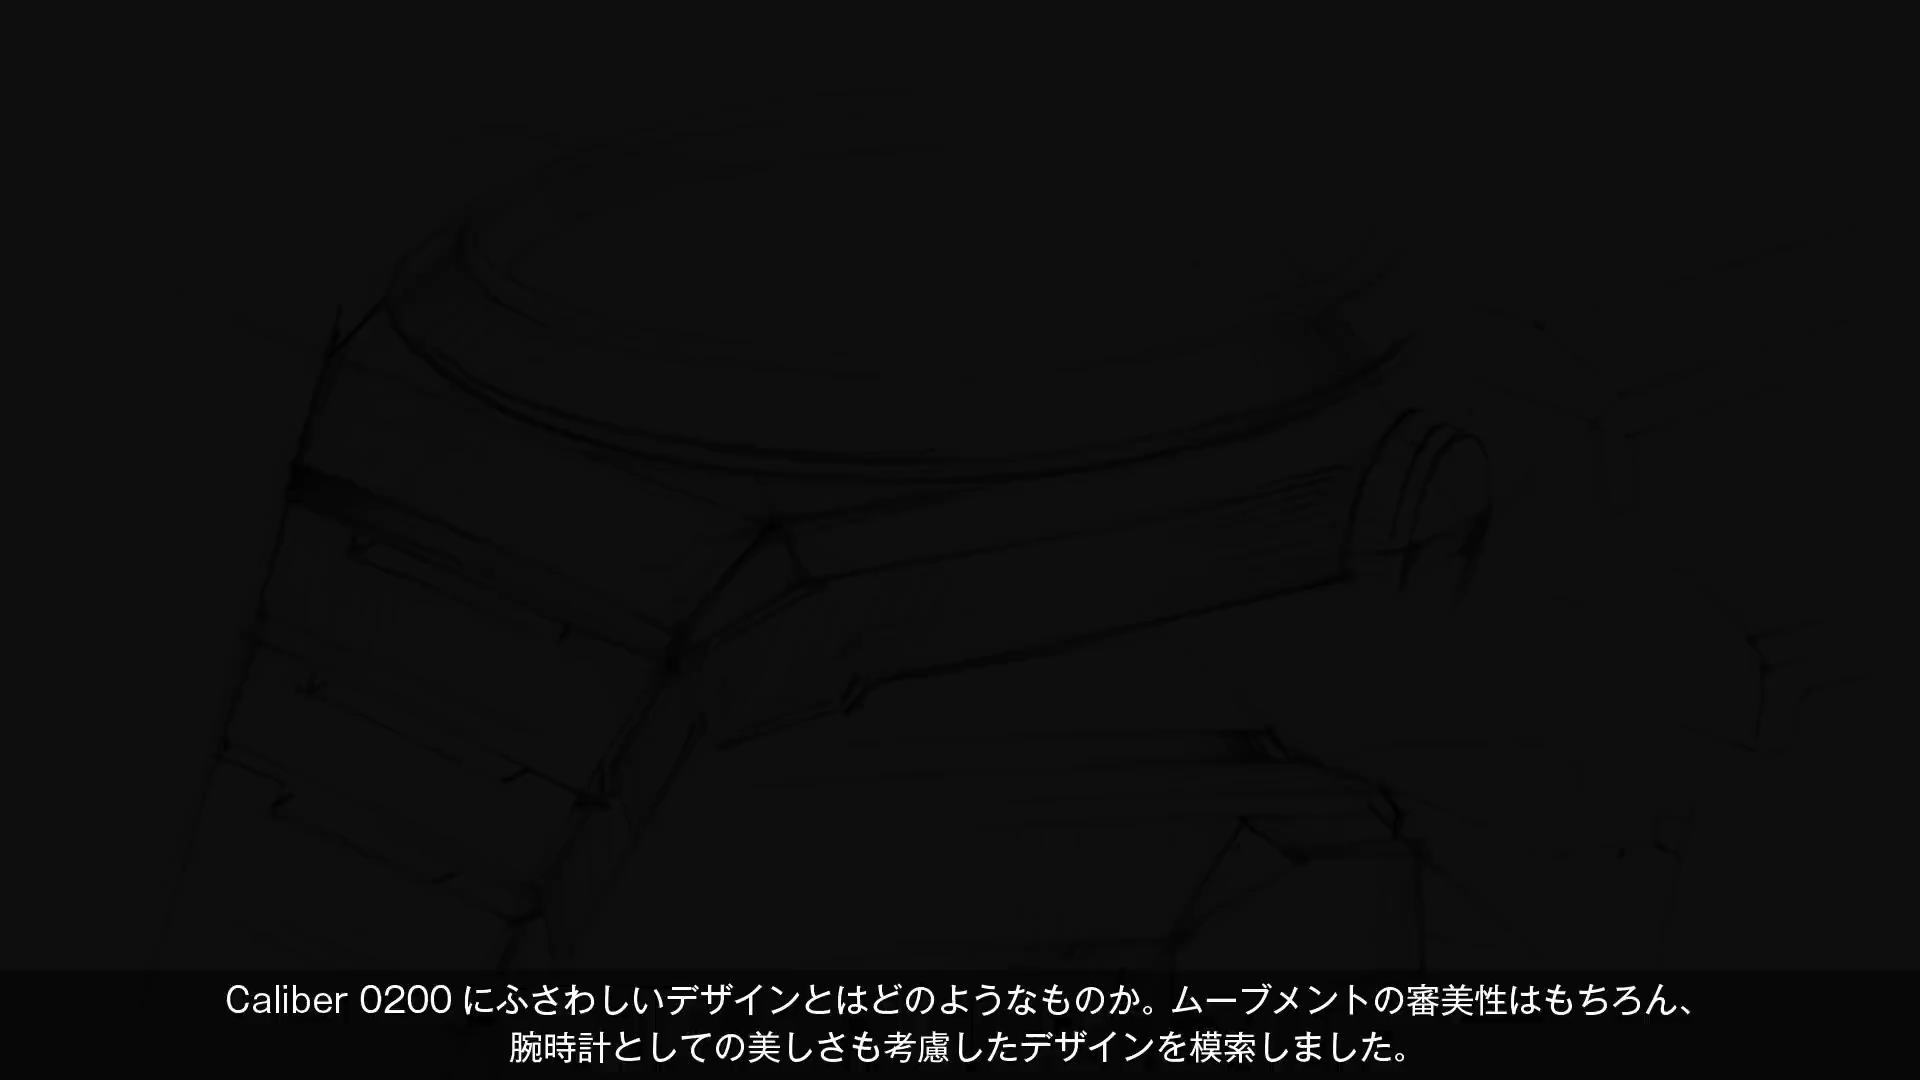 Caliber 0200 にふさわしいデザインとはどのようなものか。ムーブメントの審美性はもちろん、
腕時計としての美しさも考慮したデザインを模索しました。